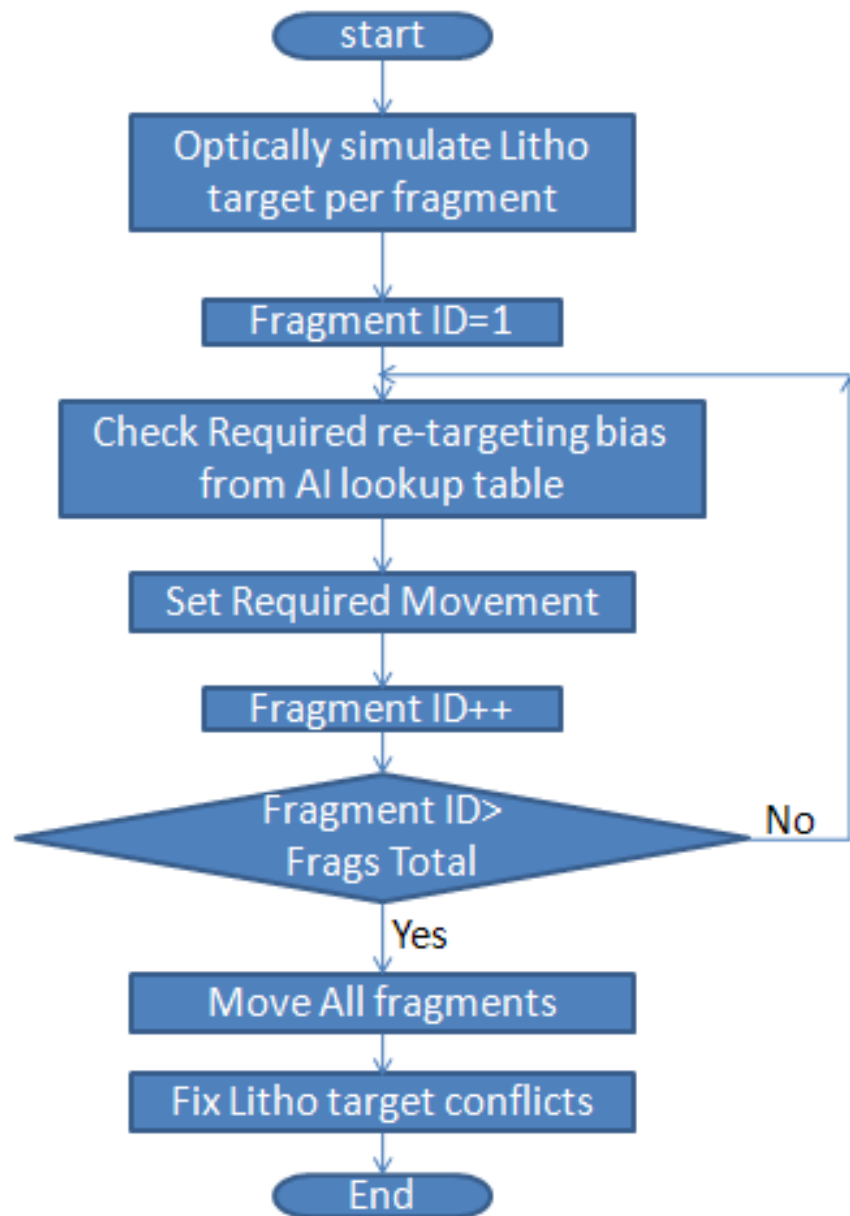 start
Optically simulate Litho
target per fragment
Fragment ID=1
Check Required re-targeting bias
from AI lookup table
Set Required Movement
Fragment ID++
Fragment ID>
Frags Total
No
Yes
Move All fragments
Fix Litho target conflicts
End